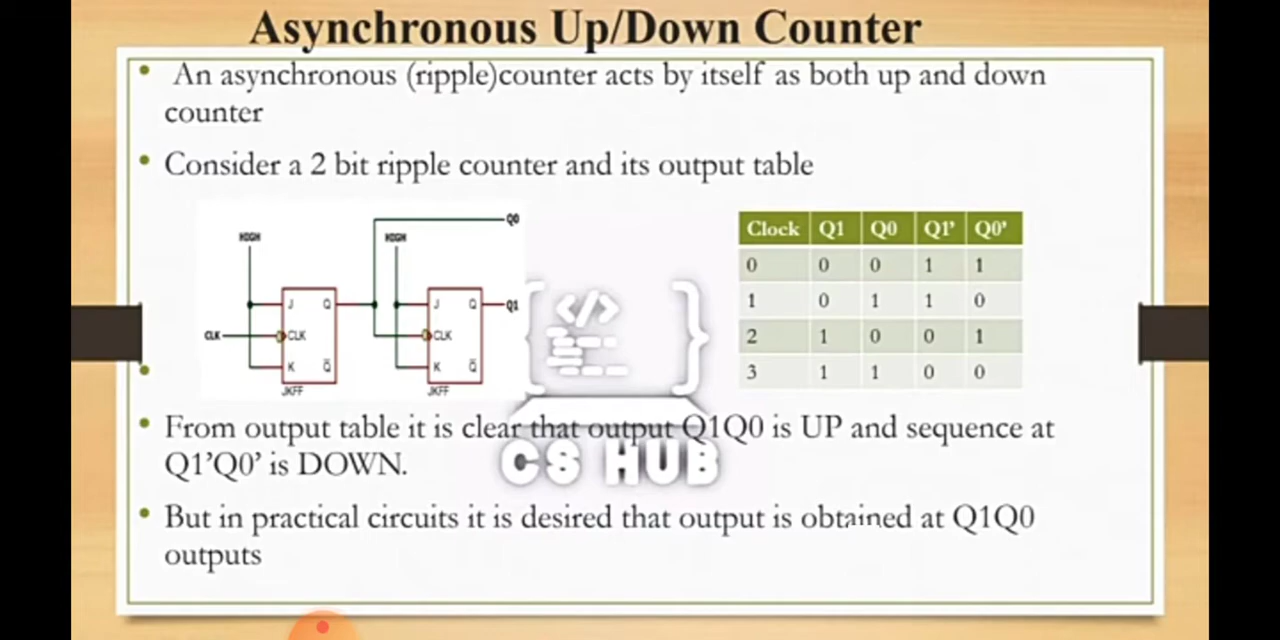 Asynchronous Up/Down Counter
An asynchronous (ripple)counter acts by itself as both up and down
counter
Consider a 2 bit ripple counter and its output table
HIGH
HIGH
Q0
J Q
J Q
Q1
CLK
CLK
CLK
K Q̅
K Q̅
JKFF
JKFF
Clock Q1 Q0 Q1' Q0'
0 0 0 1 1
1 0 1 1 0
2 1 0 0 1
3 1 1 0 0
</>
From output table it is clear that output Q1Q0 is UP and sequence at
Q1’Q0’ is DOWN.
CS HUB
But in practical circuits it is desired that output is obtained at Q1Q0
outputs